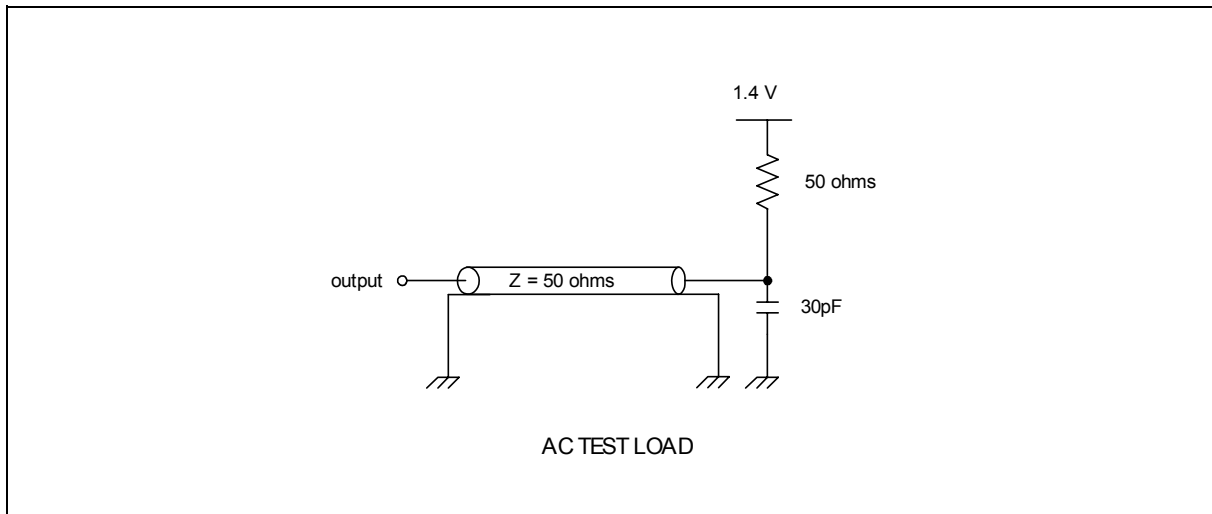 1.4 V
50 ohms
output
Z = 50 ohms
30pF
AC TEST LOAD